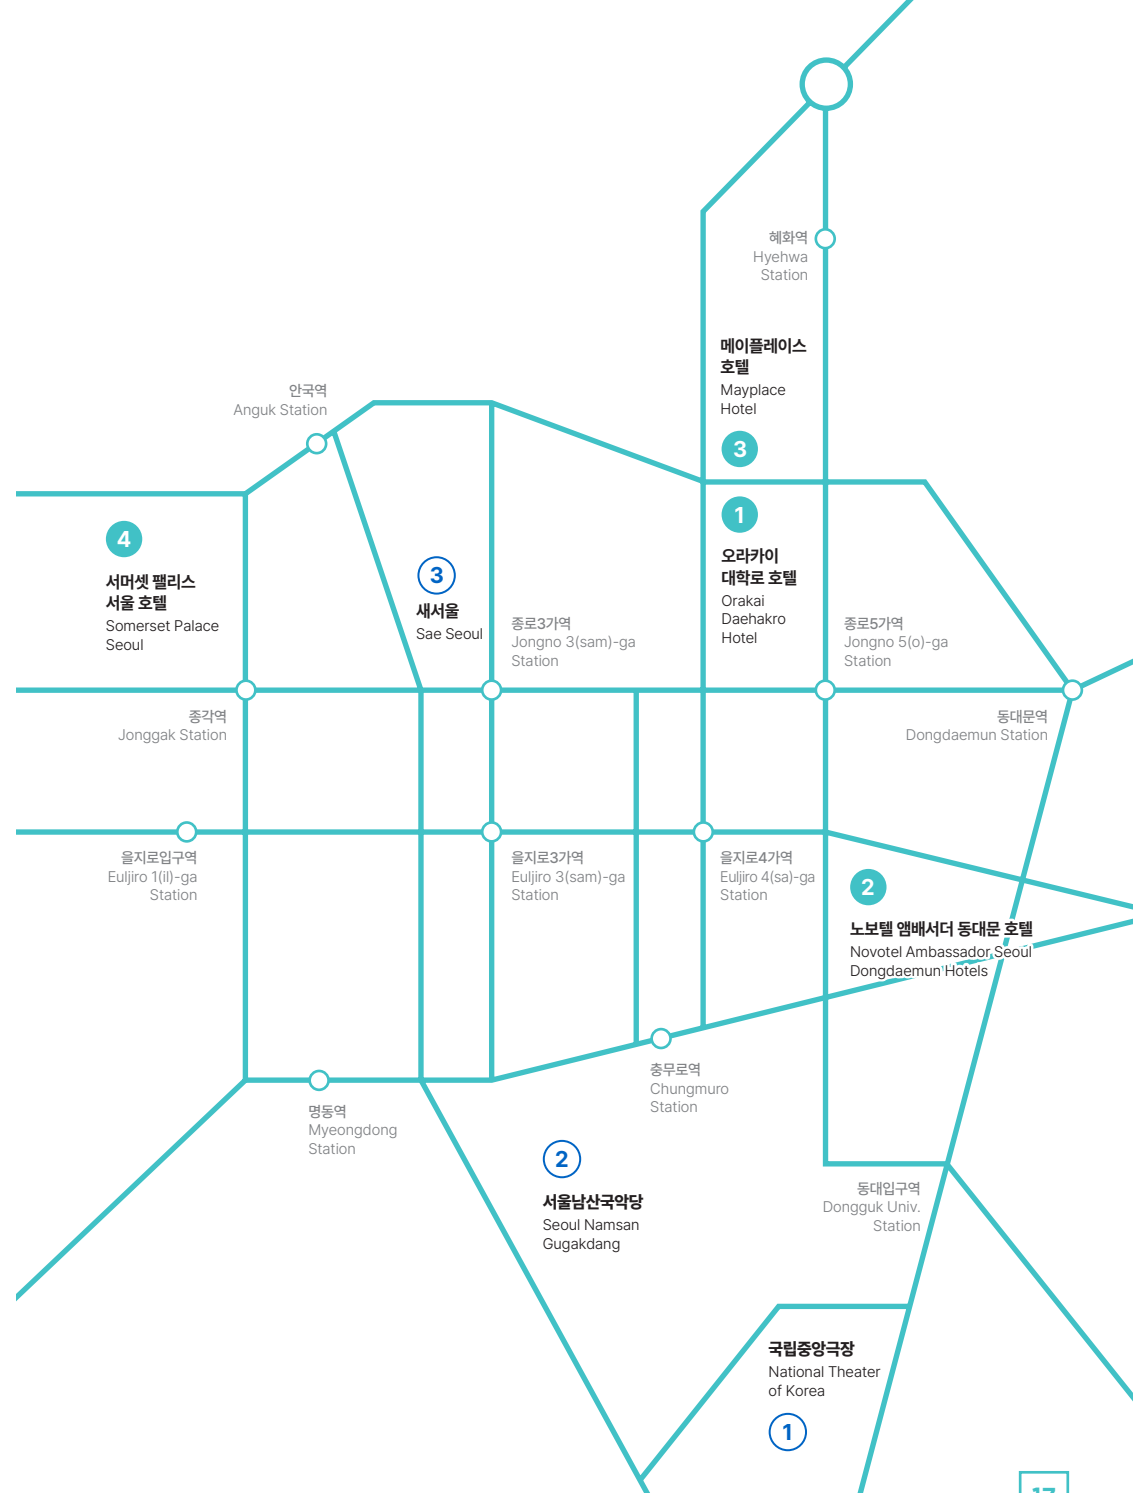 혜화역
Hyehwa
Station
메이플레이스
호텔
Mayplace
Hotel
3
안국역
Anguk Station
4
서머셋 팰리스
서울 호텔
Somerset Palace
Seoul
3
새서울
Sae Seoul
1
오라카이
대학로 호텔
Orakai
Daehakro
Hotel
종로3가역
Jongno 3(sam)-ga
Station
종로5가역
Jongno 5(o)-ga
Station
종각역
Jonggak Station
동대문역
Dongdaemun Station
을지로입구역
Euljiro 1(il)-ga
Station
을지로3가역
Euljiro 3(sam)-ga
Station
을지로4가역
Euljiro 4(sa)-ga
Station
2
노보텔 앰배서더 동대문 호텔
Novotel Ambassador Seoul
Dongdaemun Hotels
충무로역
Chungmuro
Station
명동역
Myeongdong
Station
2
서울남산국악당
Seoul Namsan
Gugakdang
동대입구역
Dongguk Univ.
Station
국립중앙극장
National Theater
of Korea
1
17